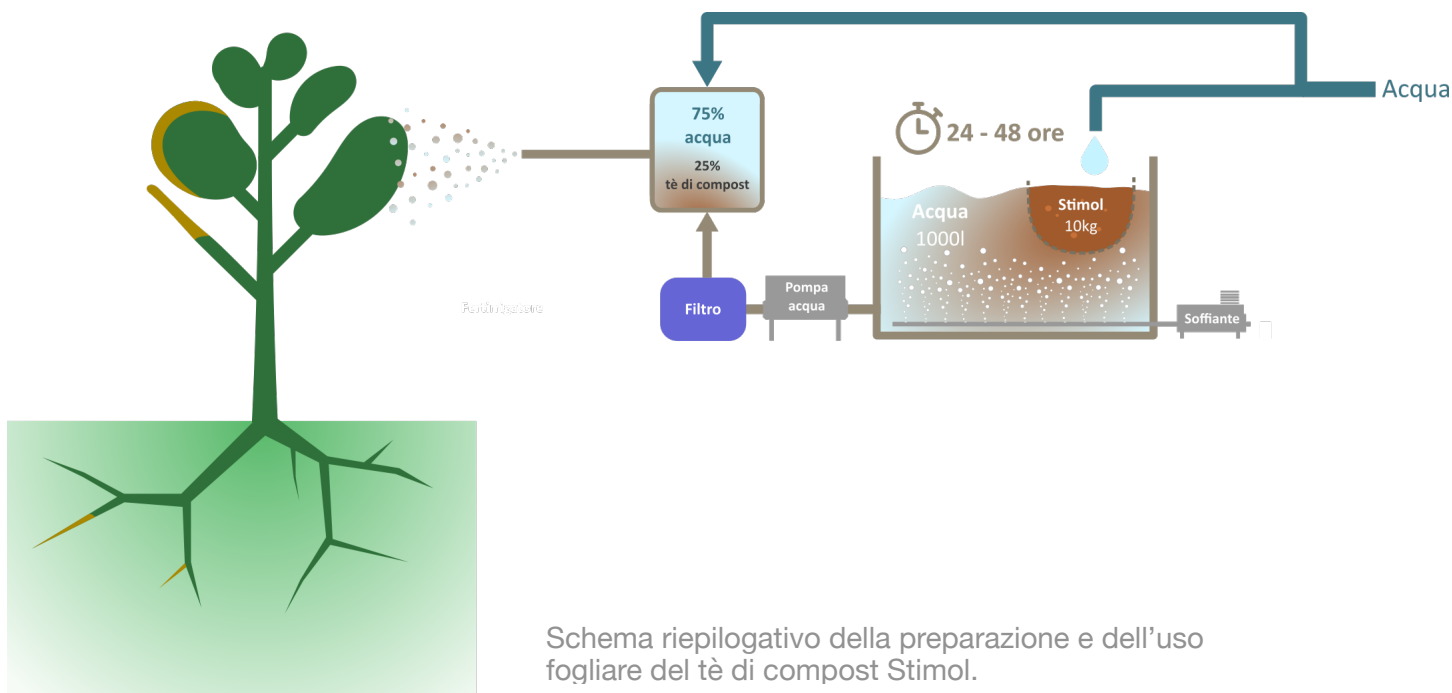 Acqua
75%
acqua
25%
tè di compost
24 - 48 ore
Acqua
1000l
Stimol
10kg
Filtro
Pompa
acqua
Soffiante
Schema riepilogativo della preparazione e dell’uso
fogliare del tè di compost Stimol.